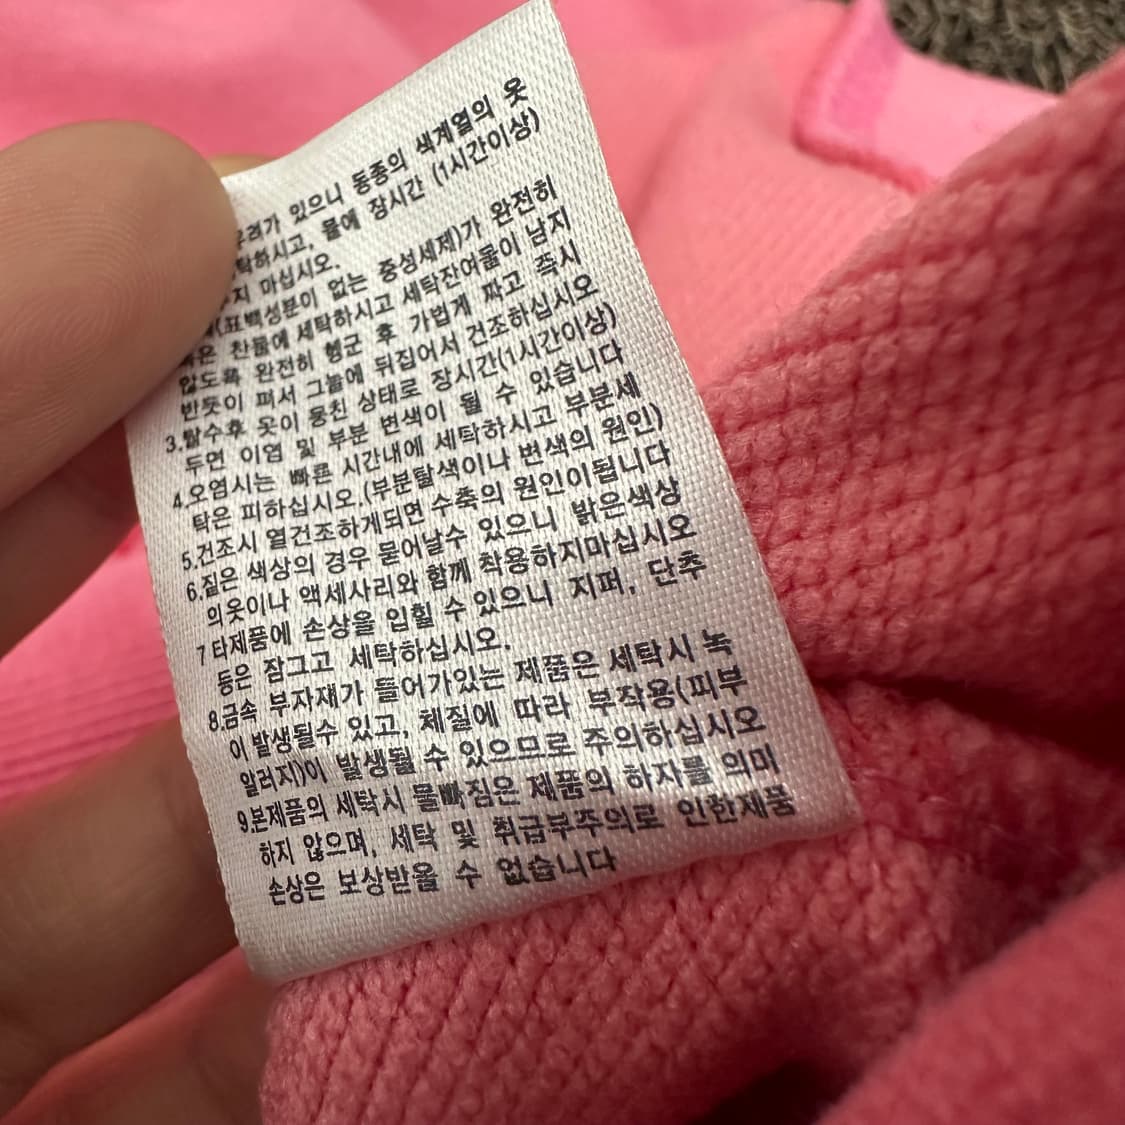 우려가 있으니 동종의 색계열의 옷
탁하시고, 물에 장시간 (1시간이상)
지 마십시오.
(표백성분이 없는 중성세제)가 완전히
은 찬물에 세탁하시고 세탁잔여물이 남지
않도록 완전히 헹군 후 가볍게 짜고 즉시
반듯이 펴서 그늘에 뒤집어서 건조하십시오
3.탈수후 옷이 뭉친 상태로 장시간(1시간이상)
두면 이염 및 부분 변색이 될 수 있습니다
4.오염시는 빠른 시간내에 세탁하시고 부분세
탁은 피하십시오.(부분탈색이나 변색의 원인)
5.건조시 열건조하게되면 수축의 원인이됩니다
6.짙은 색상의 경우 묻어날수 있으니 밝은색상
의옷이나 액세사리와 함께 착용하지마십시오
7 타제품에 손상을 입힐 수 있으니 지퍼, 단추
등은 잠그고 세탁하십시오.
8.금속 부자재가 들어가있는 제품은 세탁시 녹
이 발생될수 있고, 체질에 따라 부작용(피부
알러지)이 발생될 수 있으므로 주의하십시오
9.본제품의 세탁시 물빠짐은 제품의 하자를 의미
하지 않으며, 세탁 및 취급부주의로 인한제품
손상은 보상받을 수 없습니다